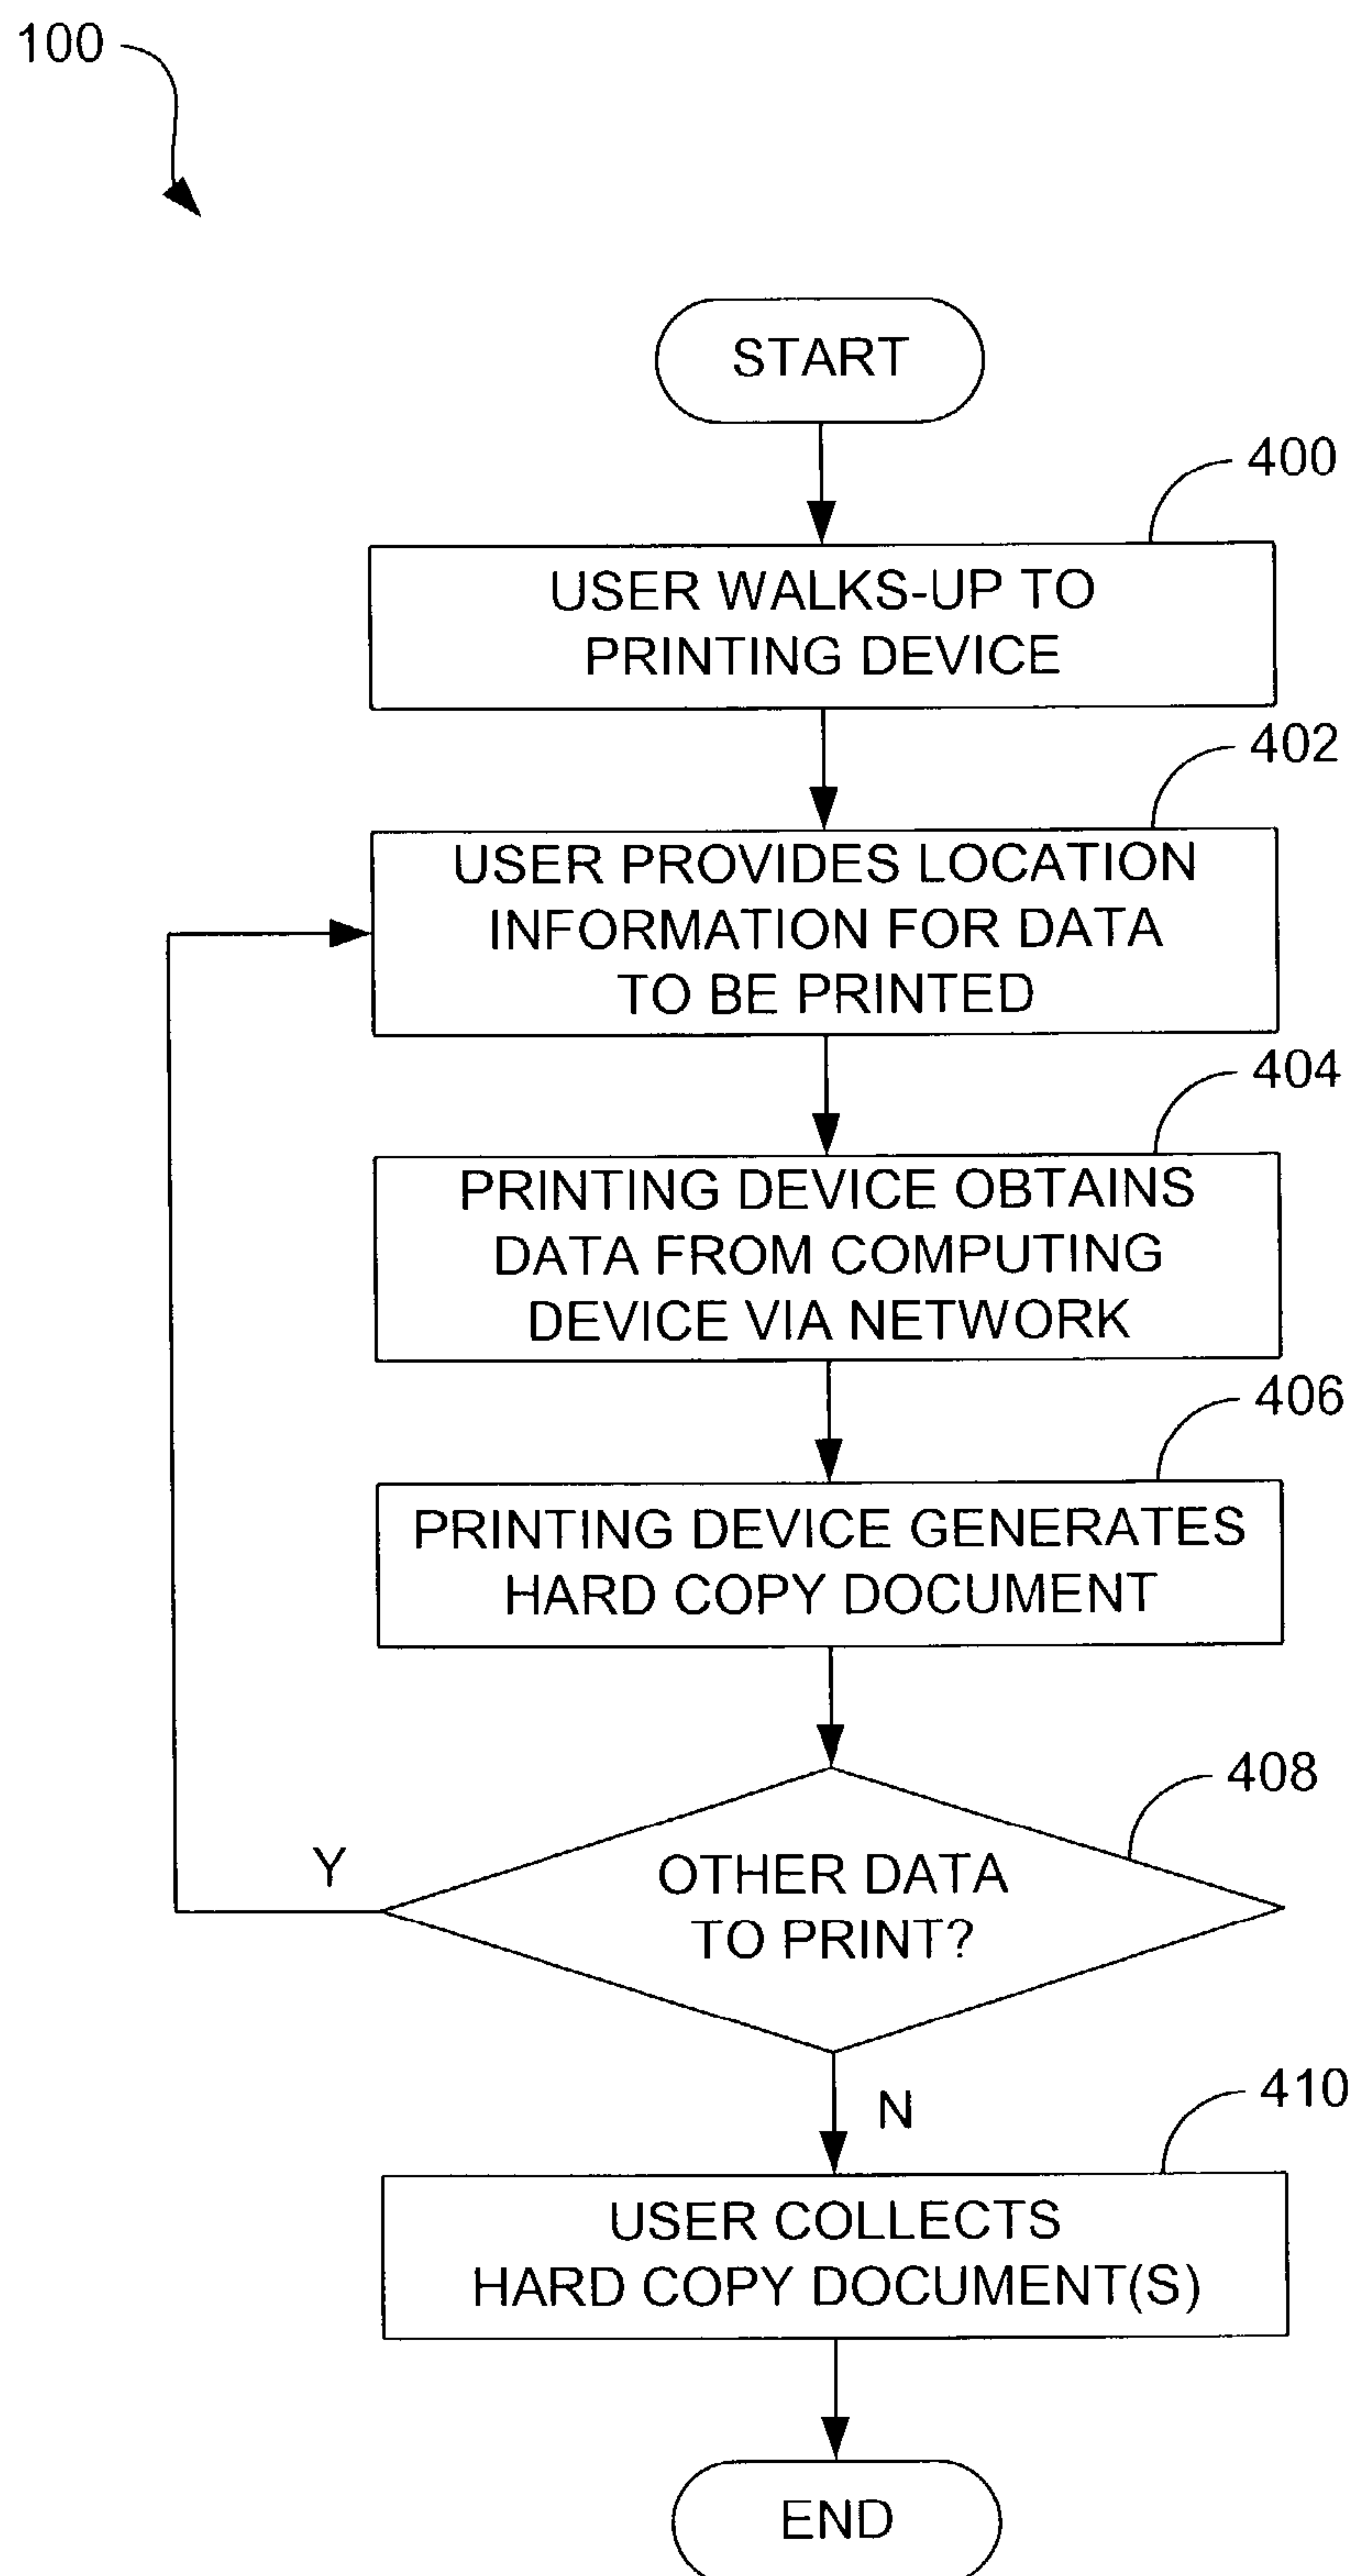 100
START
400
USER WALKS-UP TO
PRINTING DEVICE
402
USER PROVIDES LOCATION
INFORMATION FOR DATA
TO BE PRINTED
404
PRINTING DEVICE OBTAINS
DATA FROM COMPUTING
DEVICE VIA NETWORK
406
PRINTING DEVICE GENERATES
HARD COPY DOCUMENT
408
OTHER DATA
TO PRINT?
Y
N
410
USER COLLECTS
HARD COPY DOCUMENT(S)
END